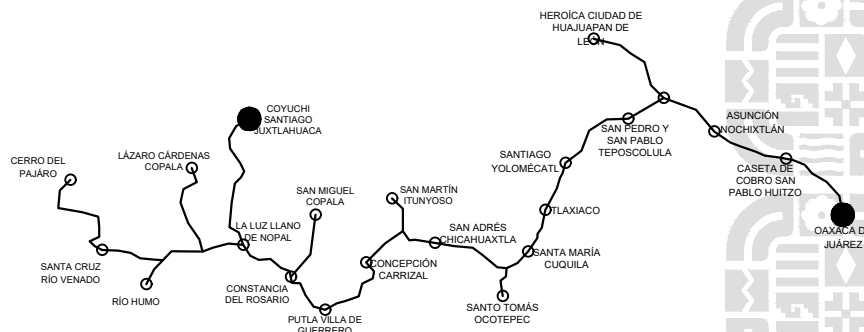 HEROÍCA CIUDAD DE
HUAJUAPAN DE
LEÓN
COYUCHI
SANTIAGO
JUXTLAHUACA
ASUNCIÓN
NOCHIXTLÁN
SAN PEDRO Y
SAN PABLO
TEPOSCOLULA
CERRO DEL
PAJÁRO
LÁZARO CÁRDENAS
COPALA
SANTIAGO
YOLOMÉCATL
CASETA DE
COBRO SAN
PABLO HUITZO
SAN MIGUEL
COPALA
SAN MARTÍN
ITUNYOSO
TLAXIACO
LA LUZ LLANO
DE NOPAL
SAN ADRÉS
CHICAHUAXTLA
OAXACA D
JUÁREZ
SANTA MARÍA
CUQUILA
SANTA CRUZ
RÍO VENADO
CONCEPCIÓN
CARRIZAL
RÍO HUMO
CONSTANCIA
DEL ROSARIO
SANTO TOMÁS
OCOTEPEC
PUTLA VILLA DE
GUERRERO